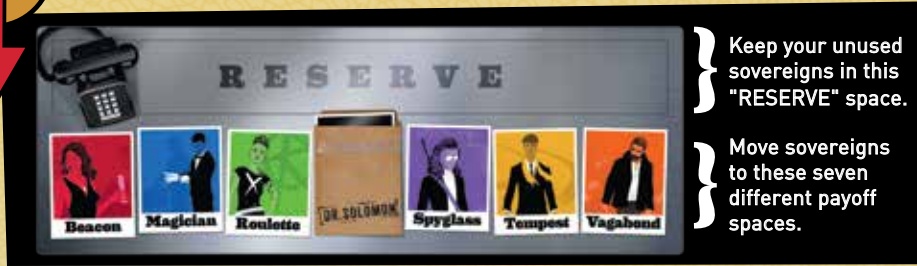 RESERVE
Keep your unused
sovereigns in this
"RESERVE" space.
Move sovereigns
to these seven
different payoff
spaces.
Beacon
Magician
Roulette
DR. SOLOMON
Spyglass
Tempest
Vagabond